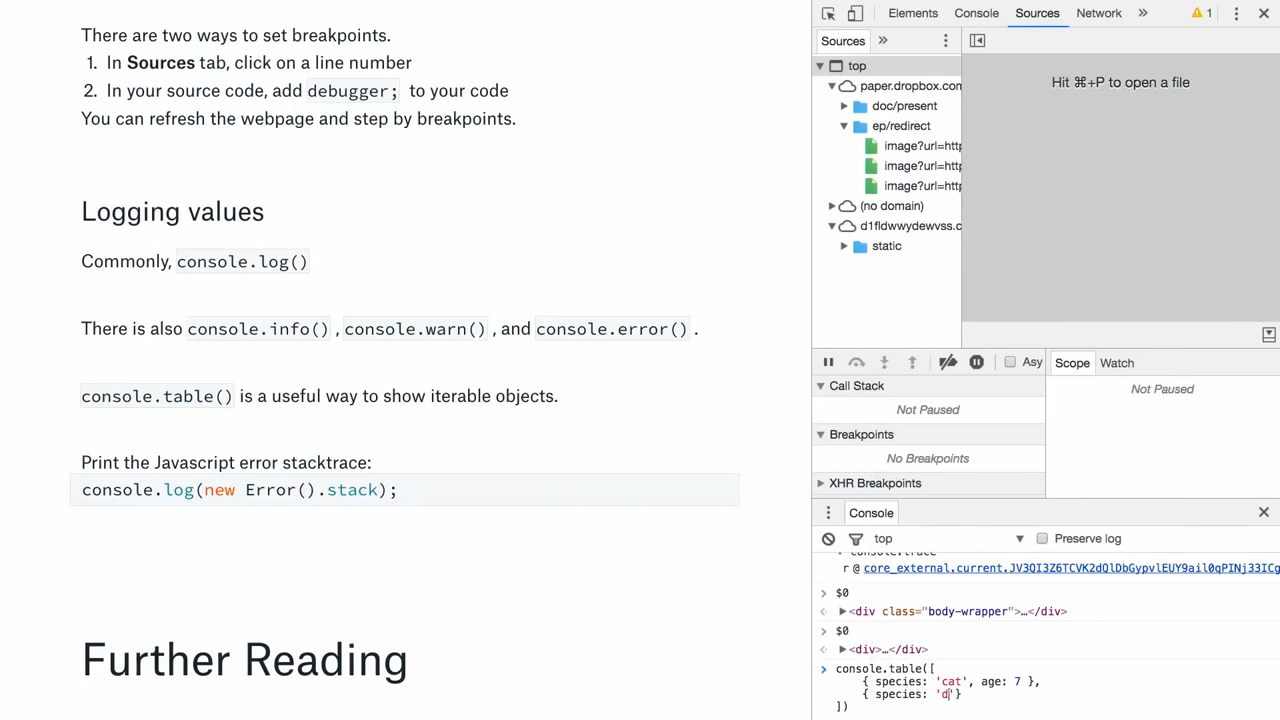 There are two ways to set breakpoints.
1. In Sources tab, click on a line number
2. In your source code, add debugger; to your code
You can refresh the webpage and step by breakpoints.
Logging values
Commonly, console.log()
There is also console.info() , console.warn() , and console.error() .
console.table() is a useful way to show iterable objects.
Print the Javascript error stacktrace:
console.log(new Error().stack);
Further Reading
Elements Console Sources Network » 1
Sources »
top
paper.dropbox.com
doc/present
ep/redirect
image?url=http
image?url=http
image?url=http
(no domain)
d1fldwwydewvss.c
static
Hit ⌘+P to open a file
Asy
Call Stack
Not Paused
Breakpoints
No Breakpoints
XHR Breakpoints
Scope Watch
Not Paused
Console
top Preserve log
console.trace
r @ core_external.current.JV3QI3Z6TCVK2dQlDbGypvlEUY9ail0qPINj33ICg
> $0
<div class="body-wrapper">…</div>
> $0
<div>…</div>
> console.table([
{ species: 'cat', age: 7 },
{ species: 'd'}
])